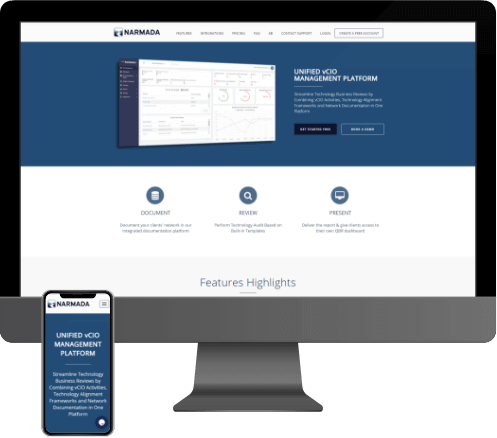 NARMADA
FEATURES INTEGRATIONS PRICING FAQ KB CONTACT SUPPORT LOGIN CREATE A FREE ACCOUNT
UNIFIED vCIO
MANAGEMENT PLATFORM
Streamline Technology Business Reviews by
Combining vCIO Activities, Technology Alignment
Frameworks and Network Documentation in One
Platform
GET STARTED FREE BOOK A DEMO
DOCUMENT REVIEW PRESENT
Document your clients' network in our
integrated documentation platform
Perform Technology Audit Based on
Built-in Templates
Deliver the report & give clients access to
their own QBR dashboard
Features Highlights
NARMADA
UNIFIED vCIO
MANAGEMENT
PLATFORM
Streamline Technology
Business Reviews by
Combining vCIO Activities,
Technology Alignment
Frameworks and Network
Documentation in One
Platform